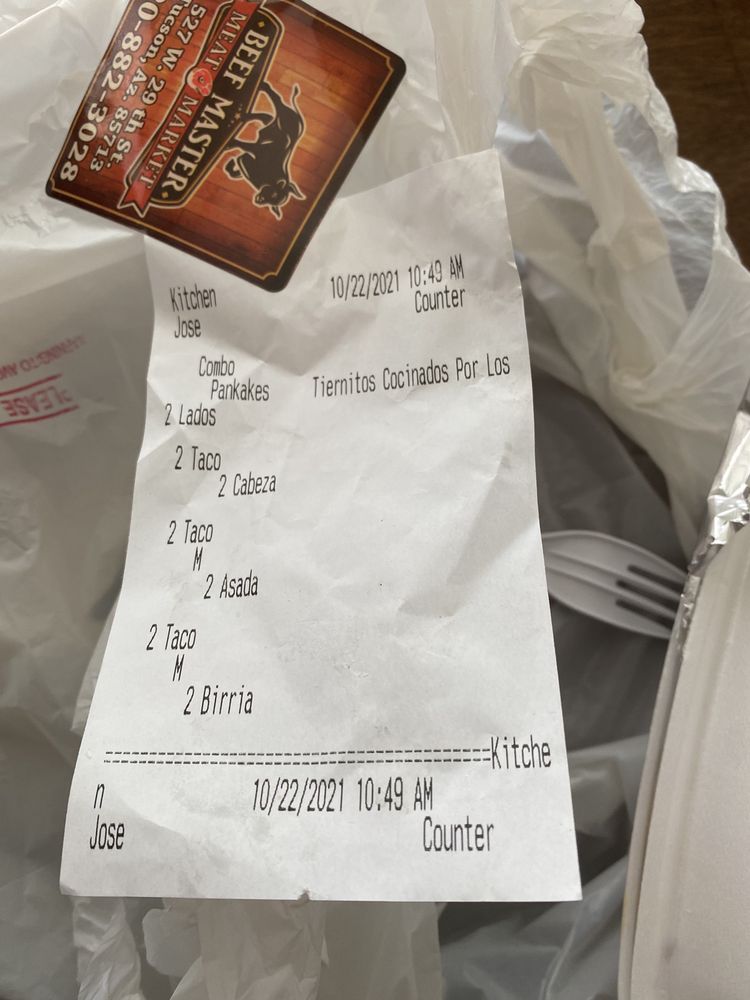 BEEF MASTER
MEAT MARKET
527 W. 29 th St.
Tucson, Az. 85713
0-882-3028
Kitchen 10/22/2021 10:49 AM
Jose Counter
Combo
Pankakes Tiernitos Cocinados Por Los
2 Lados
2 Taco
2 Cabeza
2 Taco
M
2 Asada
2 Taco
M
2 Birria
======================================Kitche
n 10/22/2021 10:49 AM
Jose Counter
PLEASE